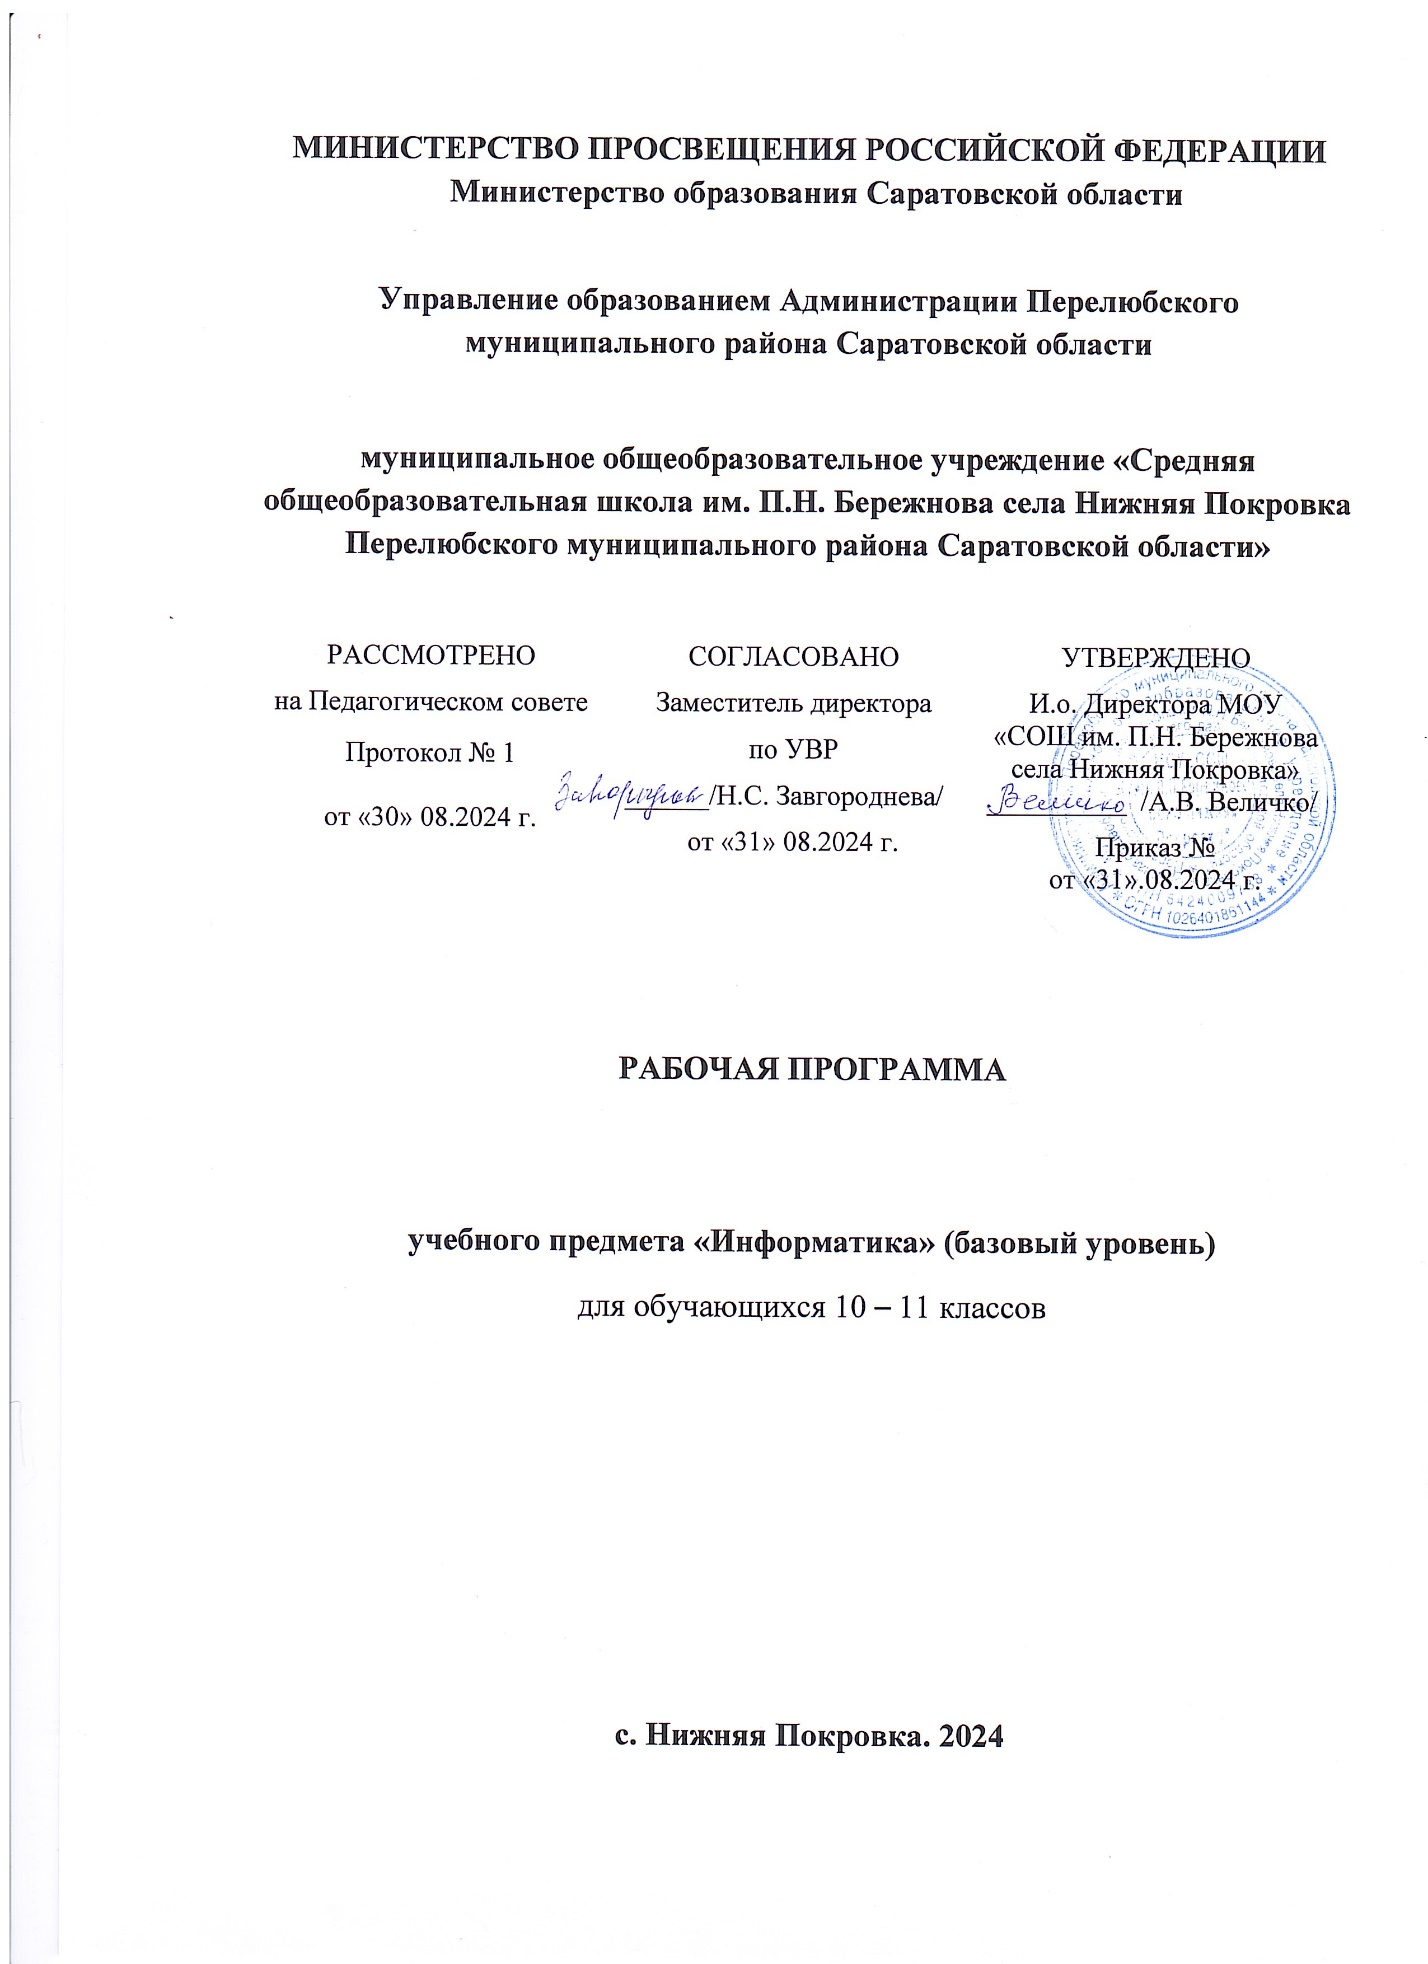 МИНИСТЕРСТВО ПРОСВЕЩЕНИЯ РОССИЙСКОЙ ФЕДЕРАЦИИ
Министерство образования Саратовской области
Управление образованием Администрации Перелюбского
муниципального района Саратовской области
муниципальное общеобразовательное учреждение «Средняя
общеобразовательная школа им. П.Н. Бережнова села Нижняя Покровка
Перелюбского муниципального района Саратовской области»
РАССМОТРЕНО
на Педагогическом совете
Протокол № 1
от «30» 08.2024 г.
СОГЛАСОВАНО
Заместитель директора
по УВР
/Н.С. Завгороднева/
от «31» 08.2024 г.
УТВЕРЖДЕНО
И.о. Директора МОУ
«СОШ им. П.Н. Бережнова
села Нижняя Покровка»
Величко /А.В. Величко/
Приказ №
от «31».08.2024 г.
ОГРН 1026401851144
РАБОЧАЯ ПРОГРАММА
учебного предмета «Информатика» (базовый уровень)
для обучающихся 10 – 11 классов
с. Нижняя Покровка. 2024